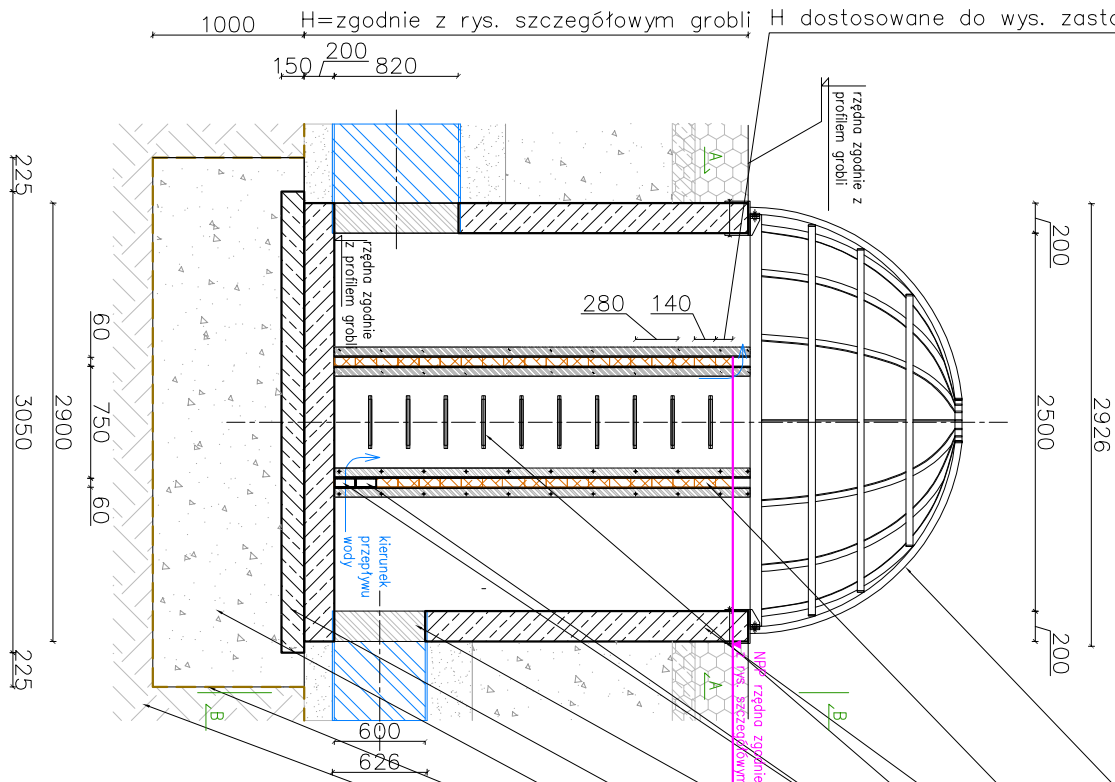 1000
H=zgodnie z rys. szczegółowym grobli
H dostosowane do wys.
150
200
820
rzędna zgodnie z
profilem grobli
A
225
200
2926
rzędna zgodnie
z profilem grobli
280
140
60
3050
2900
750
2500
60
kierunek
przepływu
wody
225
200
NPP rzędna zgodnie
rys. szczegółowym
A
B
B
600
626